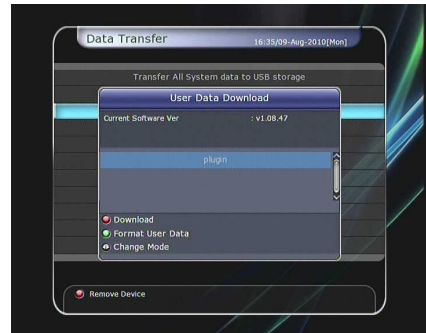 Data Transfer
16:35/09-Aug-2010[Mon]
Transfer All System data to USB storage
User Data Download
Current Software Ver : v1.08.47
plugin
Download
Format User Data
Change Mode
Remove Device